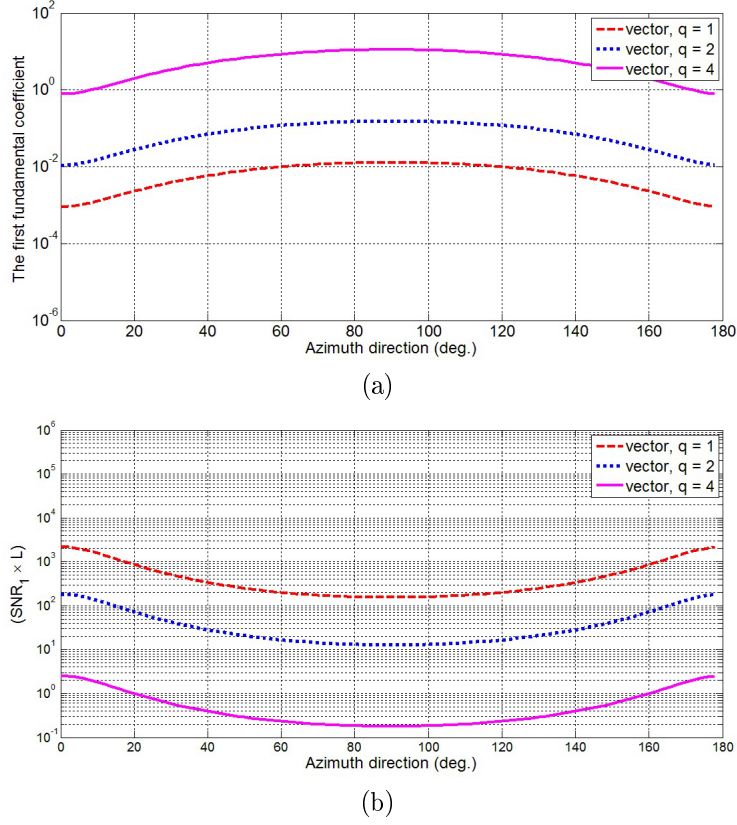 The first fundamental coefficient
10^2
10^0
10^-2
10^-4
10^-6
vector, q = 1
vector, q = 2
vector, q = 4
0 20 40 60 80 100 120 140 160 180
Azimuth direction (deg.)
(a)
(SNR_1 × L)
10^6
10^5
10^4
10^3
10^2
10^1
10^0
10^-1
vector, q = 1
vector, q = 2
vector, q = 4
0 20 40 60 80 100 120 140 160 180
Azimuth direction (deg.)
(b)